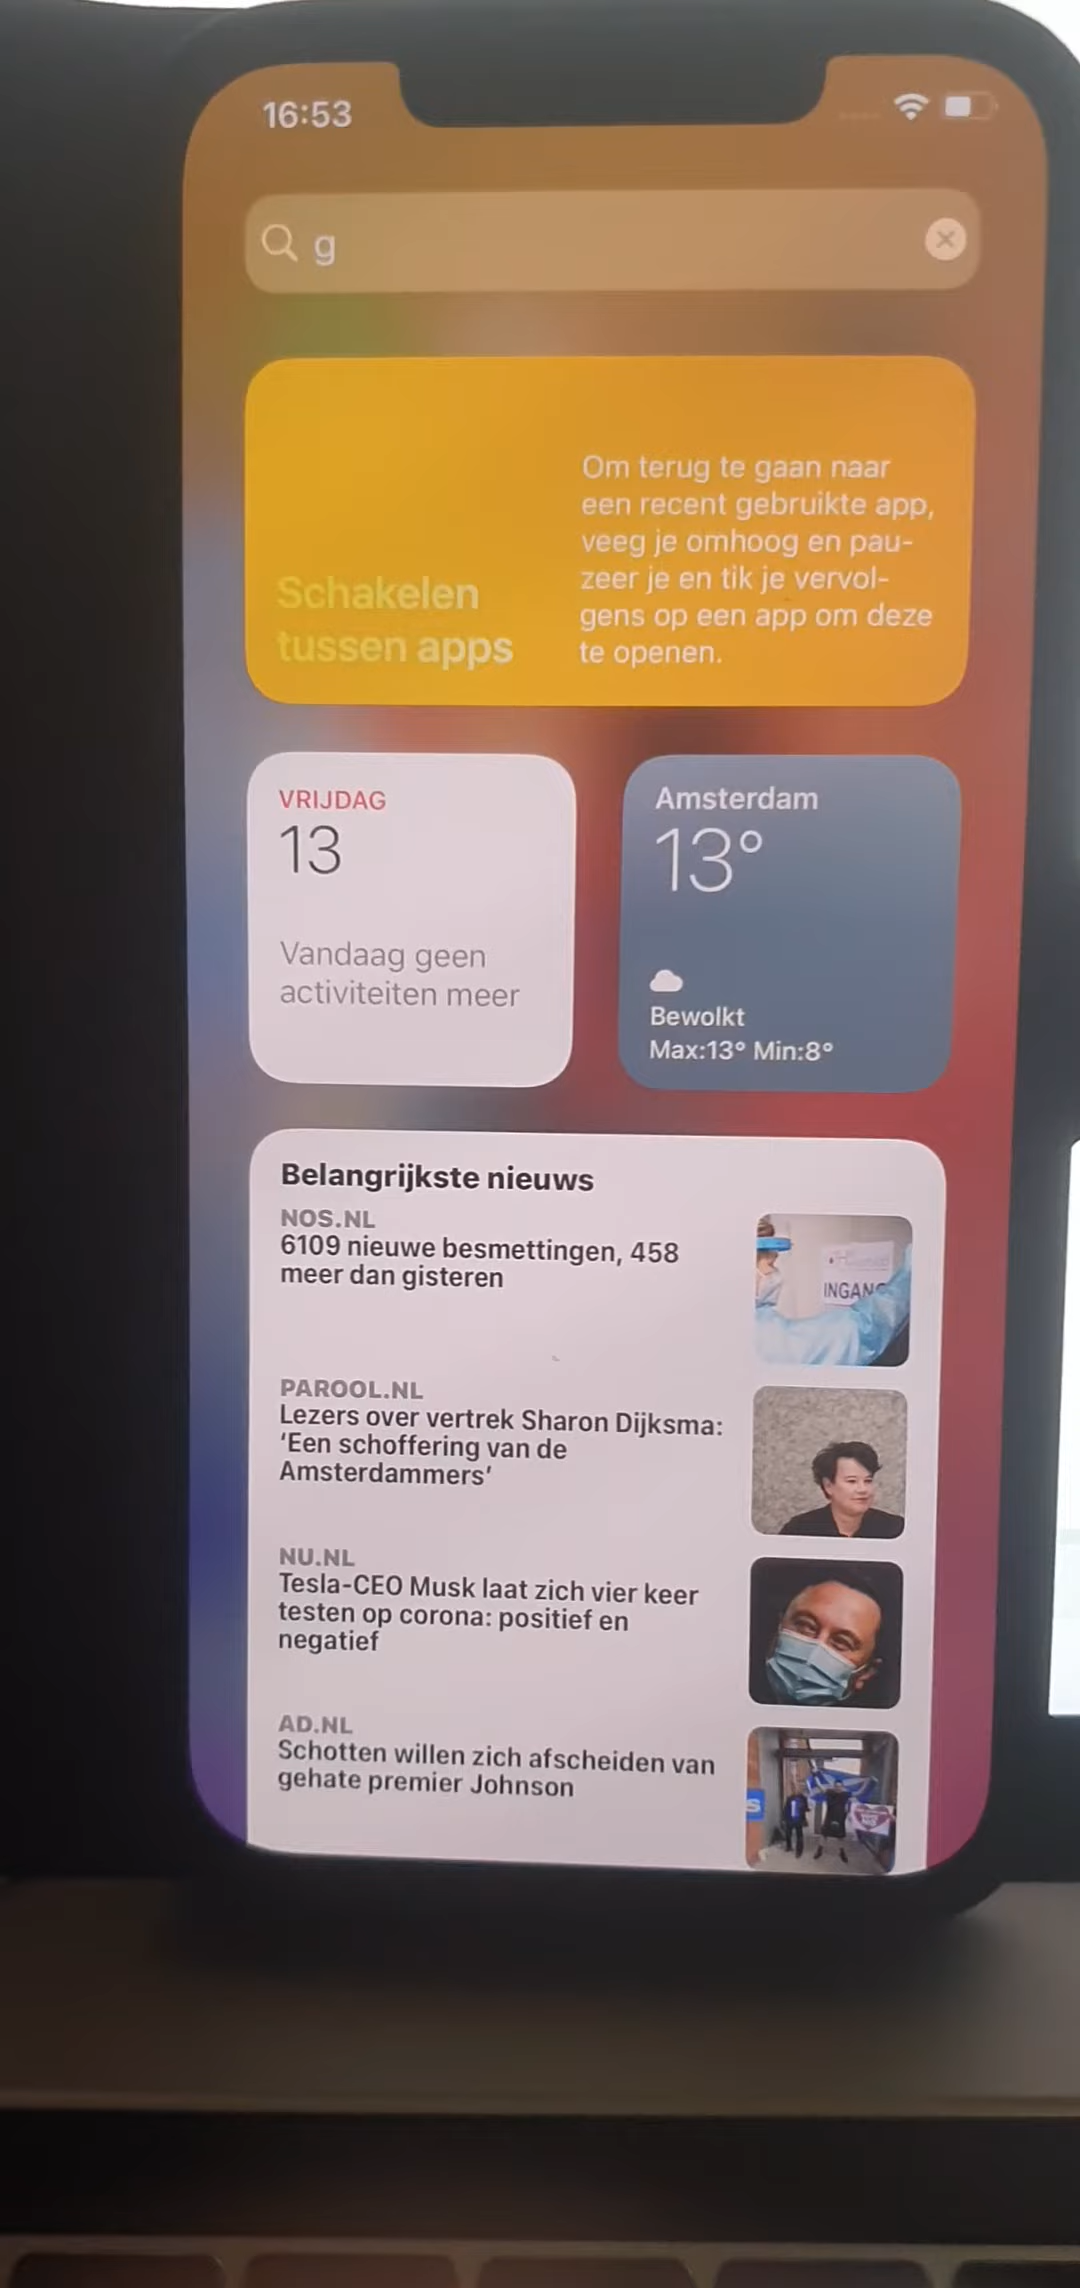 16:53
g
Schakelen
tussen apps
Om terug te gaan naar
een recent gebruikte app,
veeg je omhoog en pau-
zeer je en tik je vervol-
gens op een app om deze
te openen.
VRIJDAG
13
Vandaag geen
activiteiten meer
Amsterdam
13°
Bewolkt
Max:13° Min:8°
Belangrijkste nieuws
NOS.NL
6109 nieuwe besmettingen, 458
meer dan gisteren
INGANG
PAROOL.NL
Lezers over vertrek Sharon Dijksma:
‘Een schoffering van de
Amsterdammers’
NU.NL
Tesla-CEO Musk laat zich vier keer
testen op corona: positief en
negatief
AD.NL
Schotten willen zich afscheiden van
gehate premier Johnson